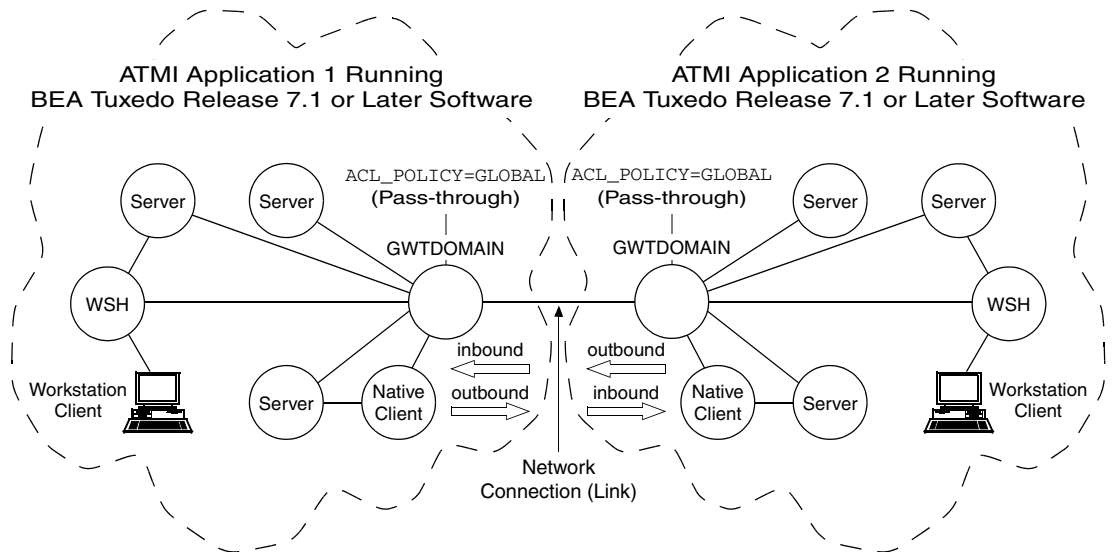 ATMI Application 1 Running
BEA Tuxedo Release 7.1 or Later Software
ATMI Application 2 Running
BEA Tuxedo Release 7.1 or Later Software
ACL_POLICY=GLOBAL
(Pass-through)
ACL_POLICY=GLOBAL
(Pass-through)
Server
Server
Server
Server
GWTDOMAIN
GWTDOMAIN
WSH
WSH
inbound
outbound
outbound
inbound
Workstation
Client
Server
Native
Client
Native
Client
Server
Workstation
Client
Network
Connection (Link)